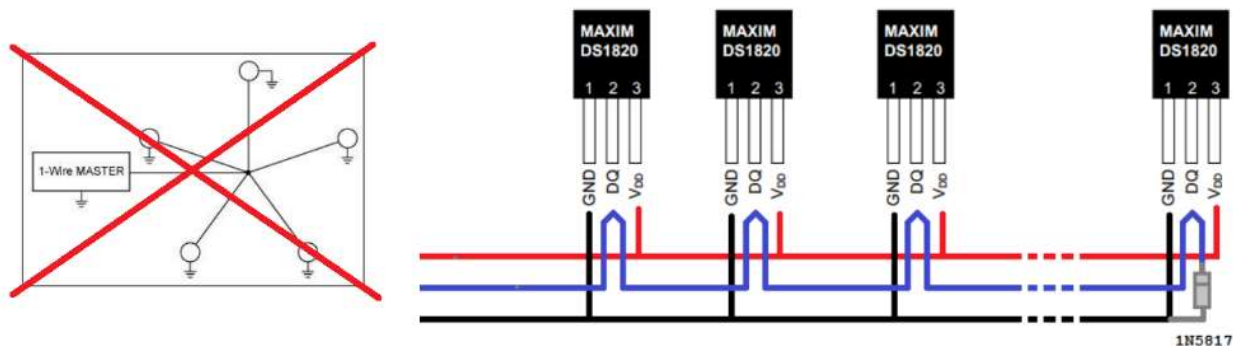 1-Wire MASTER
MAXIM
DS1820
1 2 3
GND DQ VDD
MAXIM
DS1820
1 2 3
GND DQ VDD
MAXIM
DS1820
1 2 3
GND DQ VDD
MAXIM
DS1820
1 2 3
GND DQ VDD
1N5817